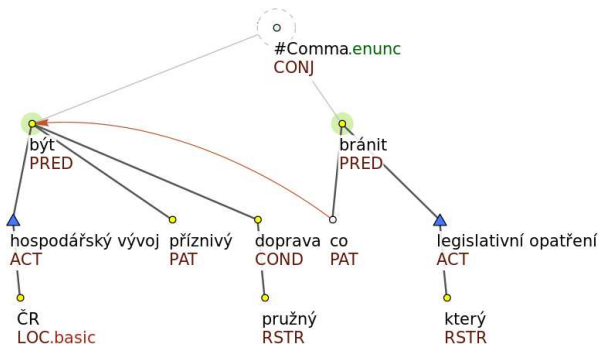 #Comma.enunc
CONJ
být
PRED
bránit
PRED
hospodářský vývoj
ACT
příznivý
PAT
doprava
COND
co
PAT
legislativní opatření
ACT
ČR
LOC.basic
pružný
RSTR
který
RSTR